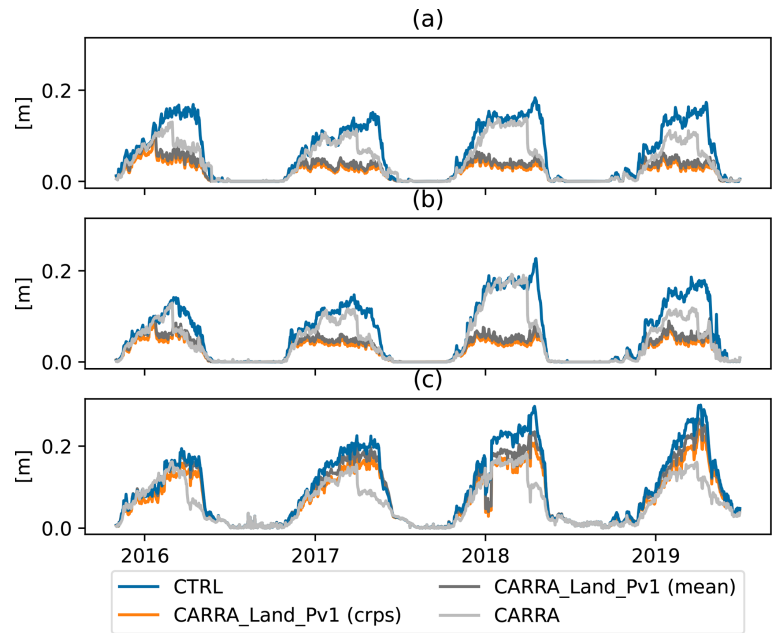 (a)
[m]
0.2
0.0
(b)
[m]
0.2
0.0
(c)
[m]
0.2
0.0
2016 2017 2018 2019
CTRL CARRA_Land_Pv1 (mean)
CARRA_Land_Pv1 (crps) CARRA